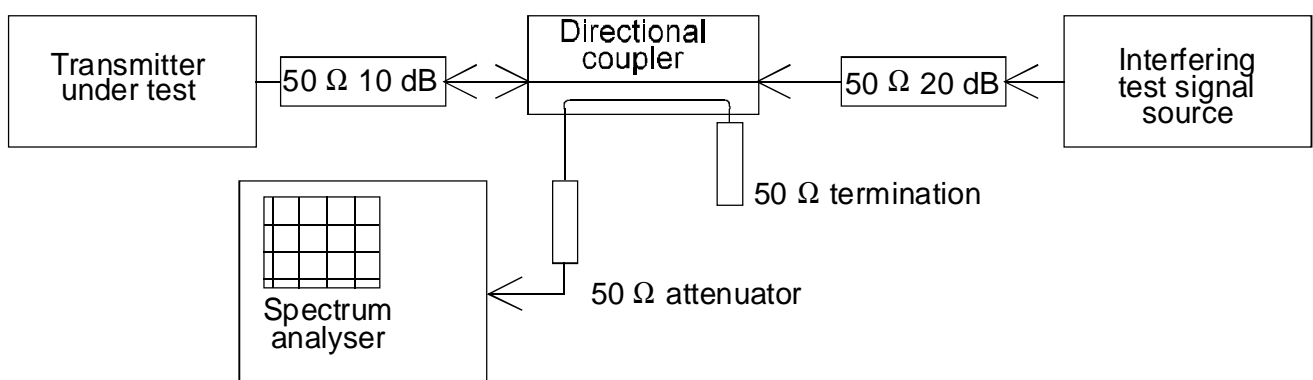 Transmitter
under test
50 Ω 10 dB
Directional
coupler
50 Ω 20 dB
Interfering
test signal
source
50 Ω termination
50 Ω attenuator
Spectrum
analyser